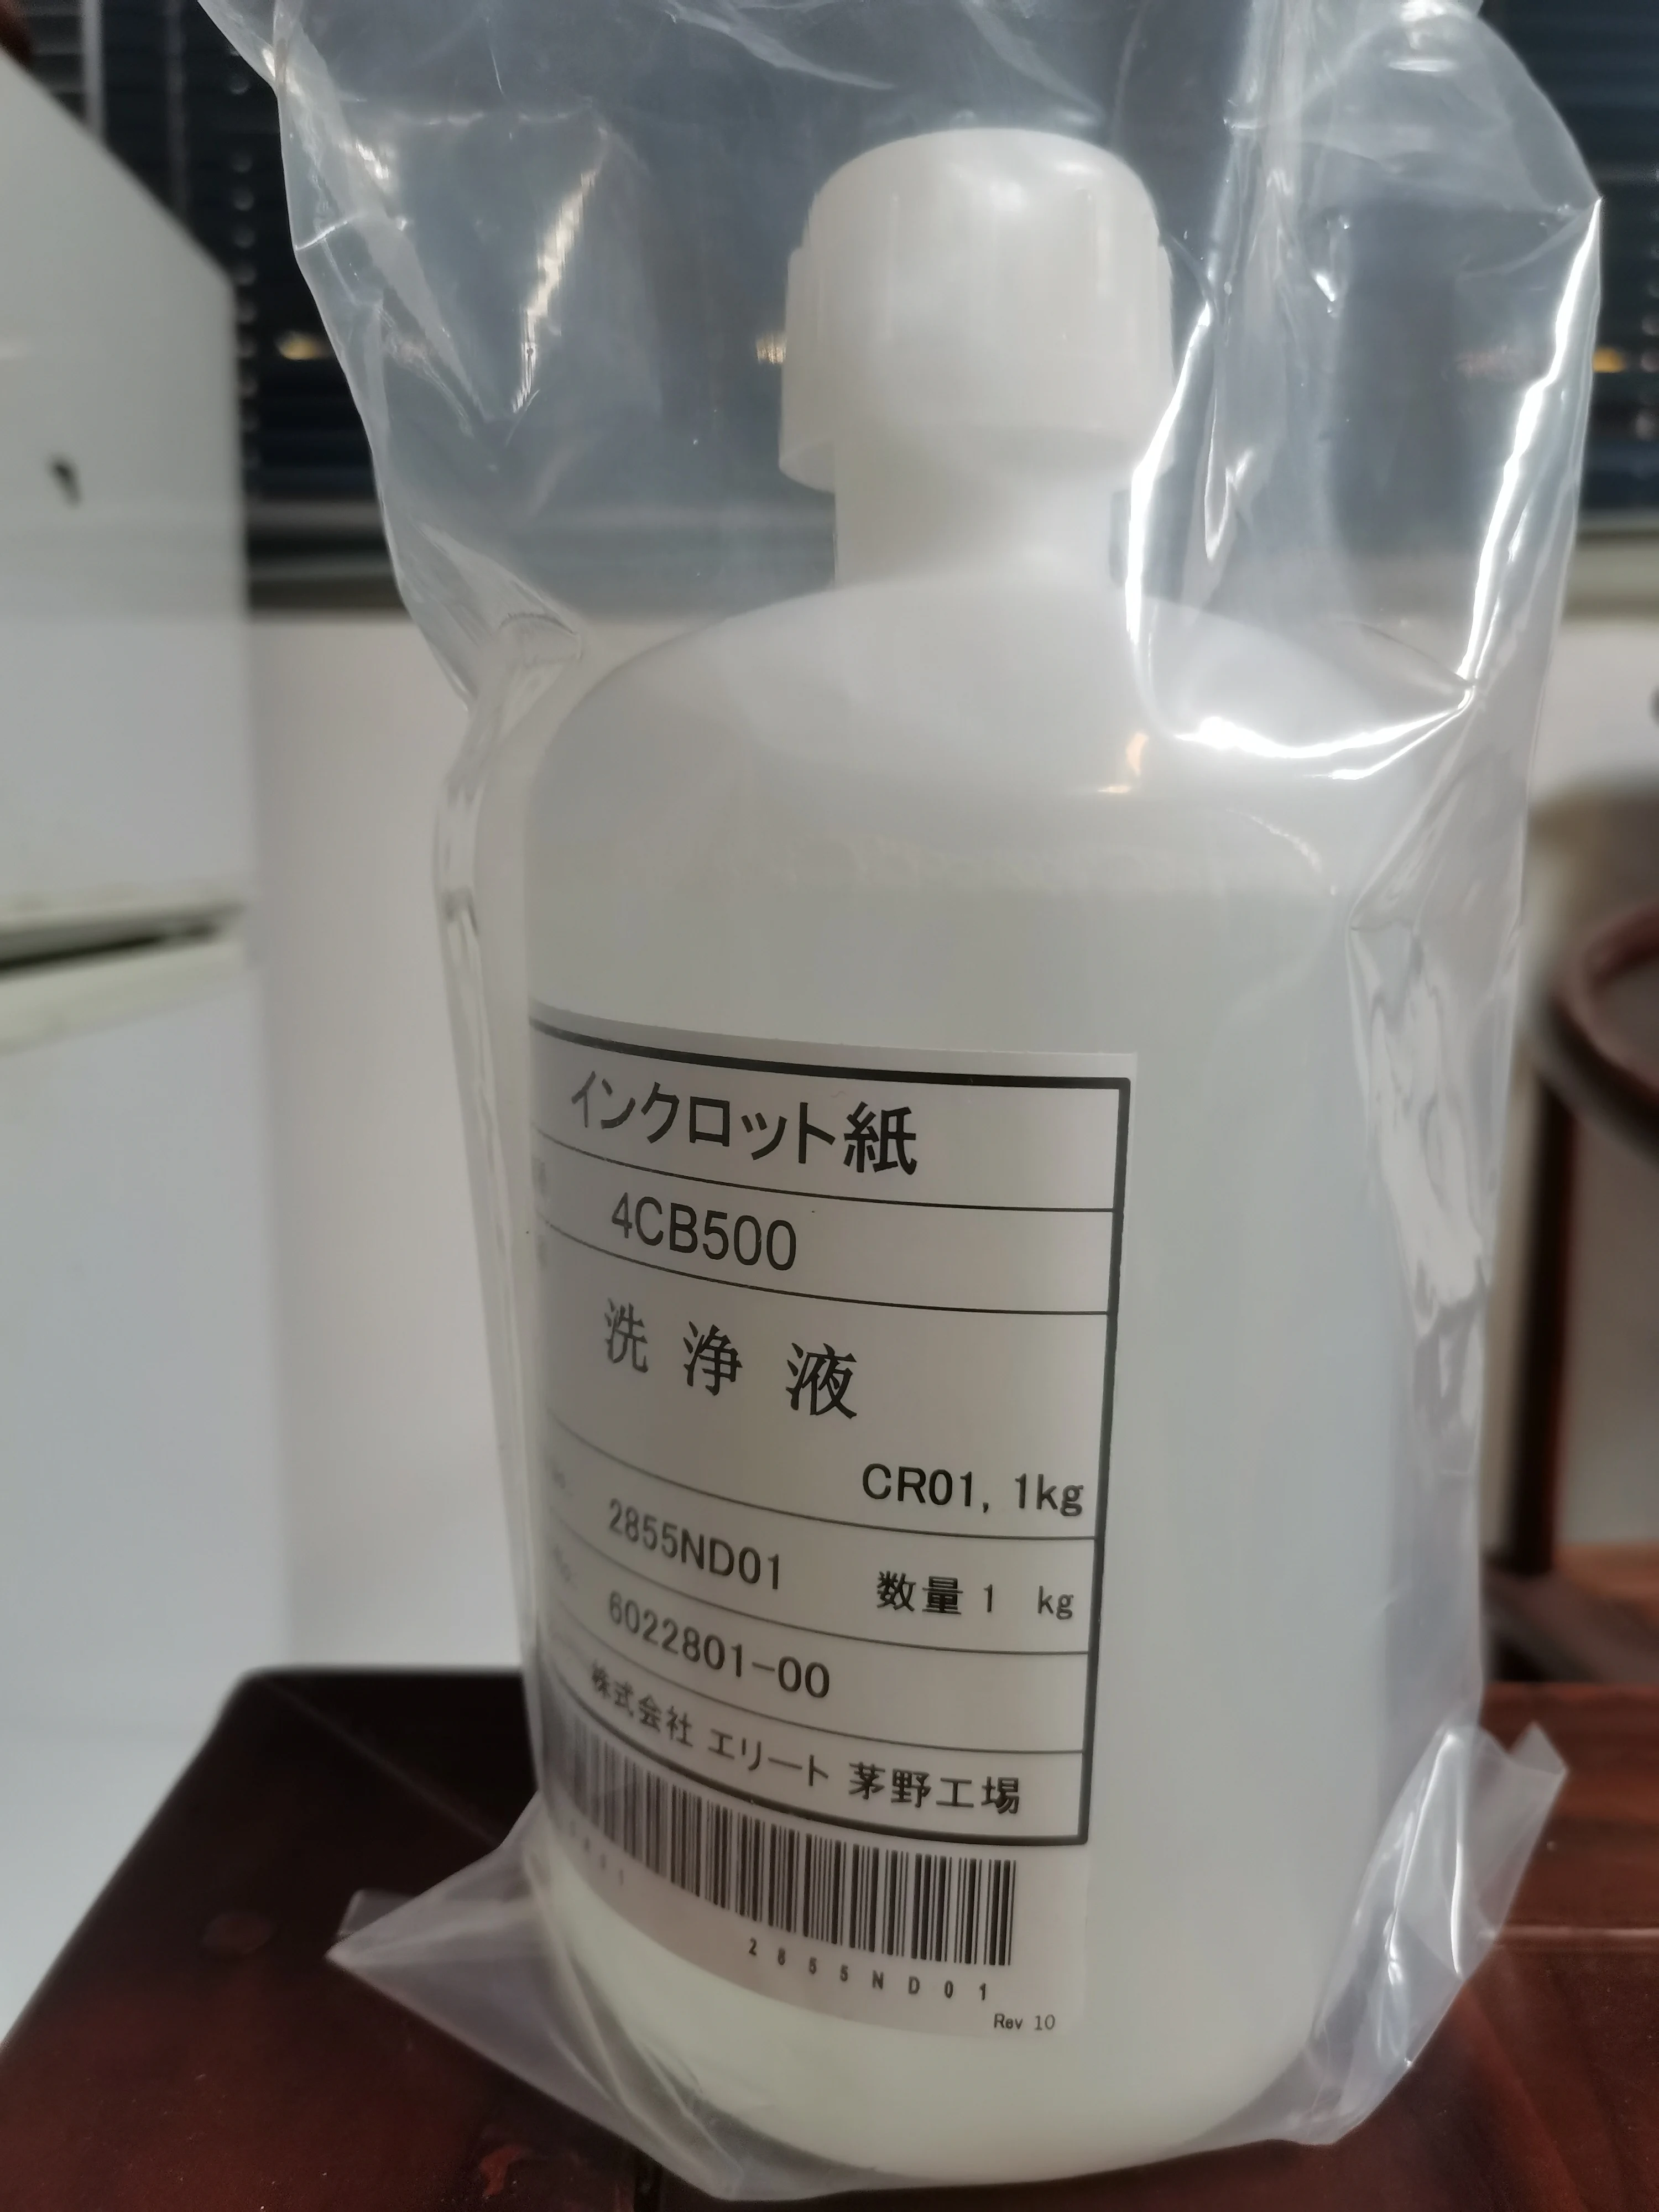 インクロット紙
4CB500
洗浄液
CR01, 1kg
2855ND01 数量 1 kg
6022801-00
株式会社 エリート 茅野工場
2855ND01
Rev 10